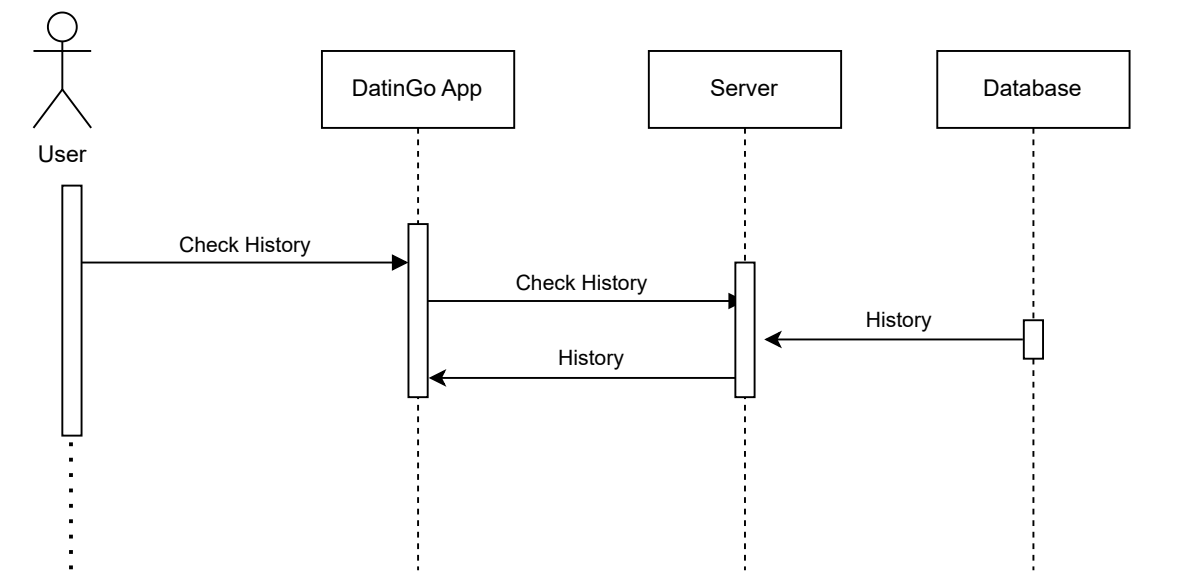 DatinGo App
Server
Database
User
Check History
Check History
History
History